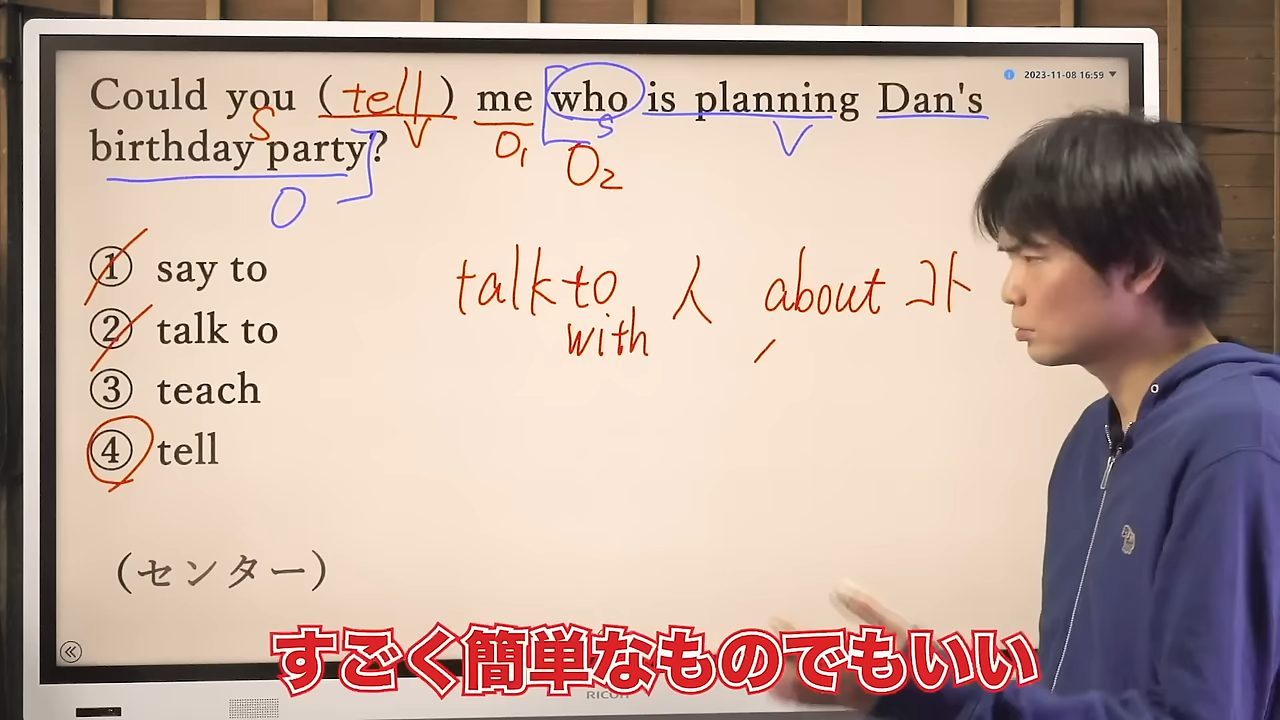 2023-11-08 16:59
Could you (tell) me who is planning Dan's
S V O₁ S O₂ V
birthday party?
O
① say to
② talk to
③ teach
④ tell
talk to 人 about コト
with
(センター)
すごく簡単なものでもいい
RICOH